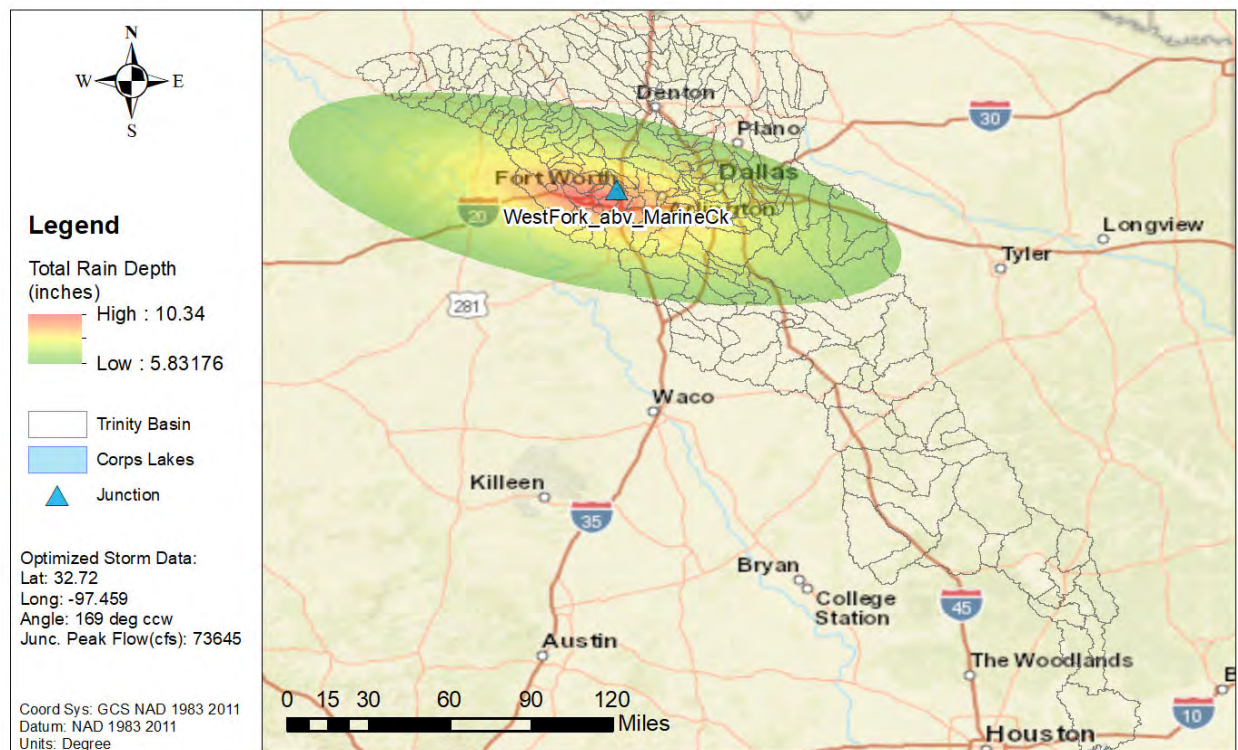 N
W E
S
Legend
Total Rain Depth
(inches)
High : 10.34
Low : 5.83176
Trinity Basin
Corps Lakes
Junction
Optimized Storm Data:
Lat: 32.72
Long: -97.459
Angle: 169 deg ccw
Junc. Peak Flow(cfs): 73645
Coord Sys: GCS NAD 1983 2011
Datum: NAD 1983 2011
Units: Degree
Denton
30
Plano
Dallas
Fort Worth
Arlington
20
WestFork_abv_MarineCk
Longview
Tyler
281
Waco
Killeen
35
Bryan
College
Station
45
Austin
The Woodlands
B
10
Houston
0 15 30 60 90 120
Miles